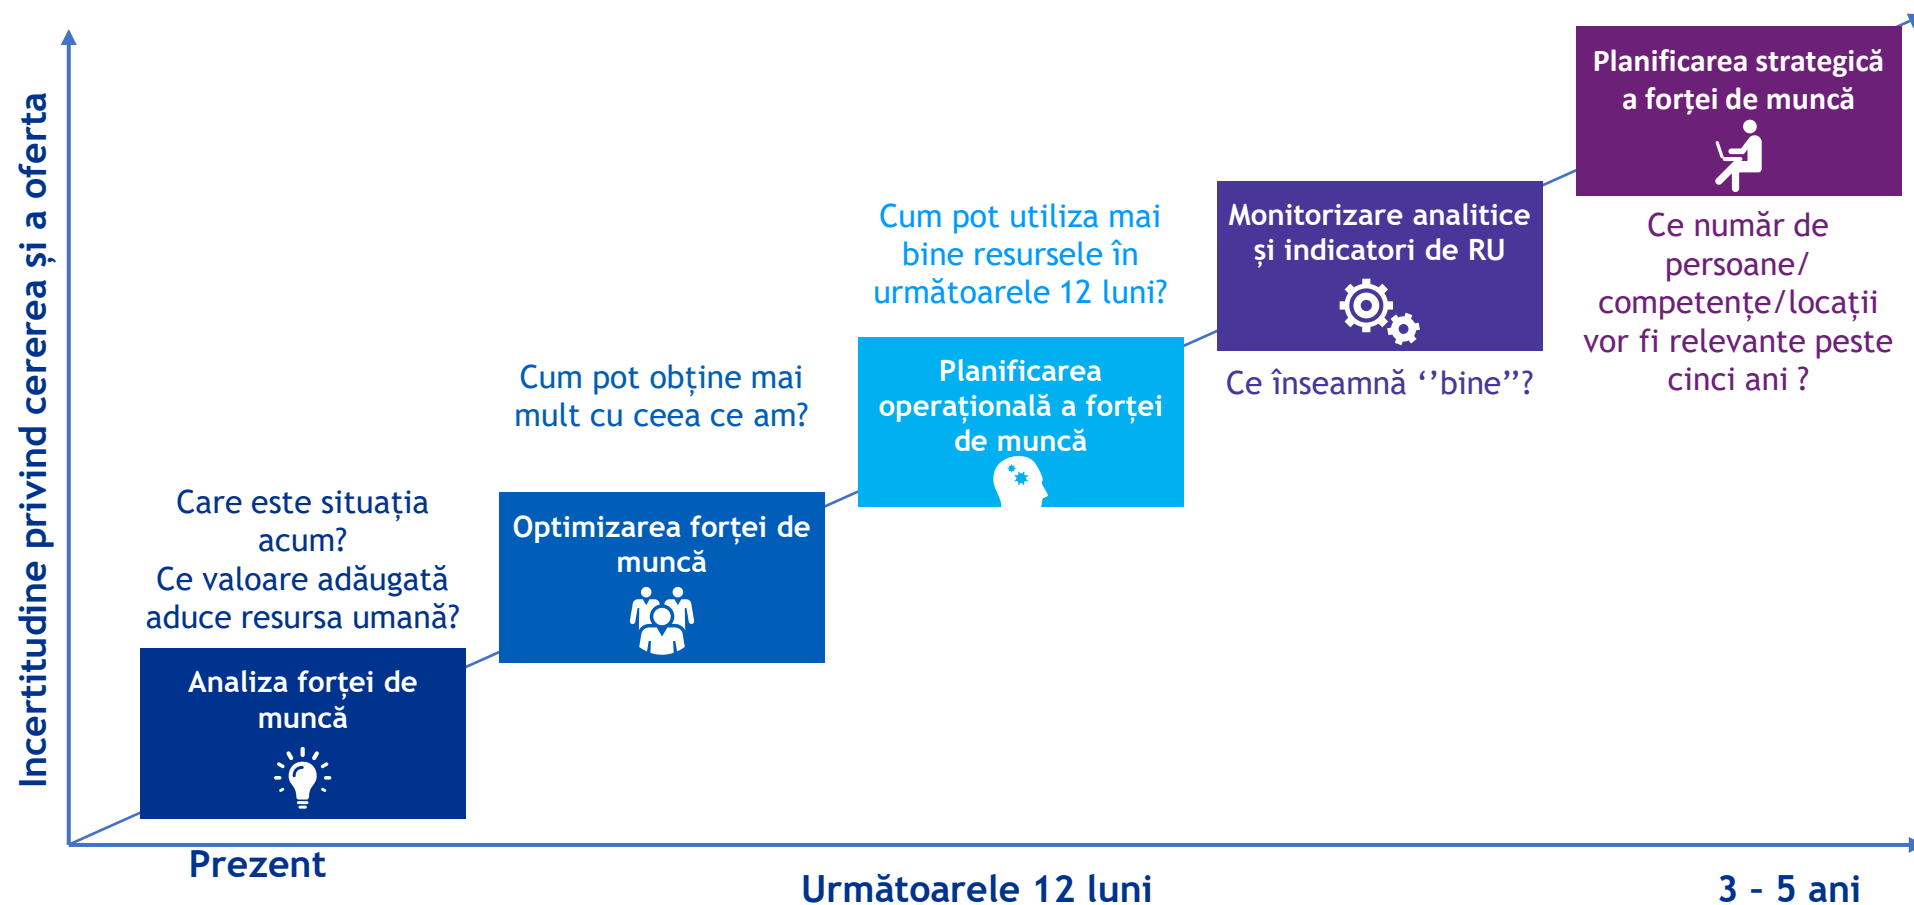 Incertitudine privind cererea și a oferta
Care este situația
acum?
Ce valoare adăugată
aduce resursa umană?
Analiza forței de
muncă
Cum pot obține mai
mult cu ceea ce am?
Optimizarea forței de
muncă
Cum pot utiliza mai
bine resursele în
următoarele 12 luni?
Planificarea
operațională a forței
de muncă
Monitorizare analitice
și indicatori de RU
Ce înseamnă ‘’bine’’?
Planificarea strategică
a forței de muncă
Ce număr de
persoane/
competențe/locații
vor fi relevante peste
cinci ani ?
Prezent
Următoarele 12 luni
3 – 5 ani